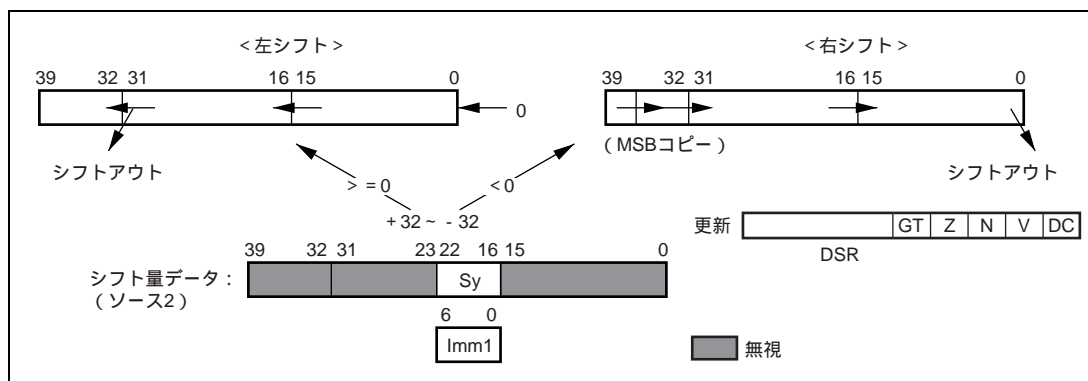 <左シフト>
39 32 31 16 15 0
0
シフトアウト
<右シフト>
39 32 31 16 15 0
(MSBコピー)
シフトアウト
>=0
<0
+32~-32
更新 GT Z N V DC
DSR
39 32 31 23 22 16 15 0
シフト量データ:
(ソース2)
Sy
6 0
Imm1
無視